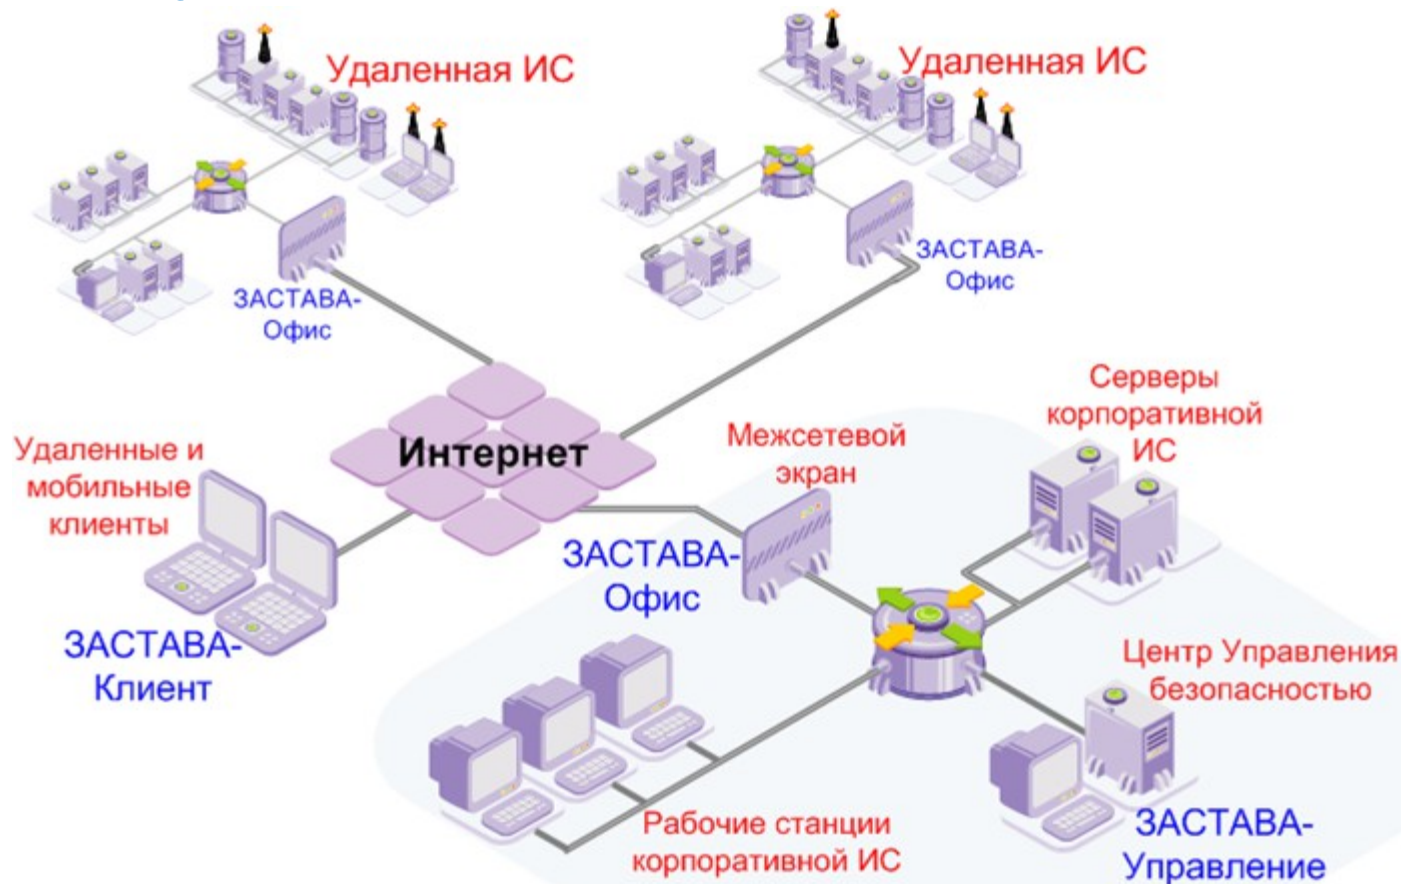 Удаленная ИС
Удаленная ИС
ЗАСТАВА-
Офис
ЗАСТАВА-
Офис
Интернет
Удаленные и
мобильные
клиенты
ЗАСТАВА-
Клиент
Межсетевой
экран
ЗАСТАВА-
Офис
Серверы
корпоративной
ИС
Центр Управления
безопасностью
ЗАСТАВА-
Управление
Рабочие станции
корпоративной ИС